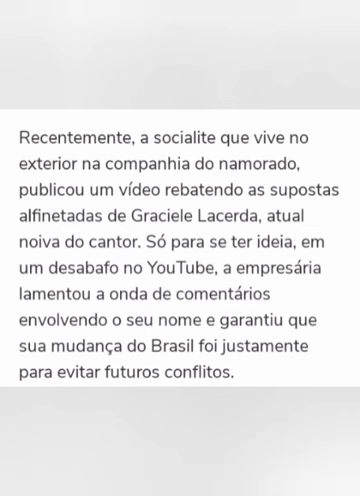 Recentemente, a socialite que vive no
exterior na companhia do namorado,
publicou um vídeo rebatendo as supostas
alfinetadas de Graciele Lacerda, atual
noiva do cantor. Só para se ter ideia, em
um desabafo no YouTube, a empresária
lamentou a onda de comentários
envolvendo o seu nome e garantiu que
sua mudança do Brasil foi justamente
para evitar futuros conflitos.